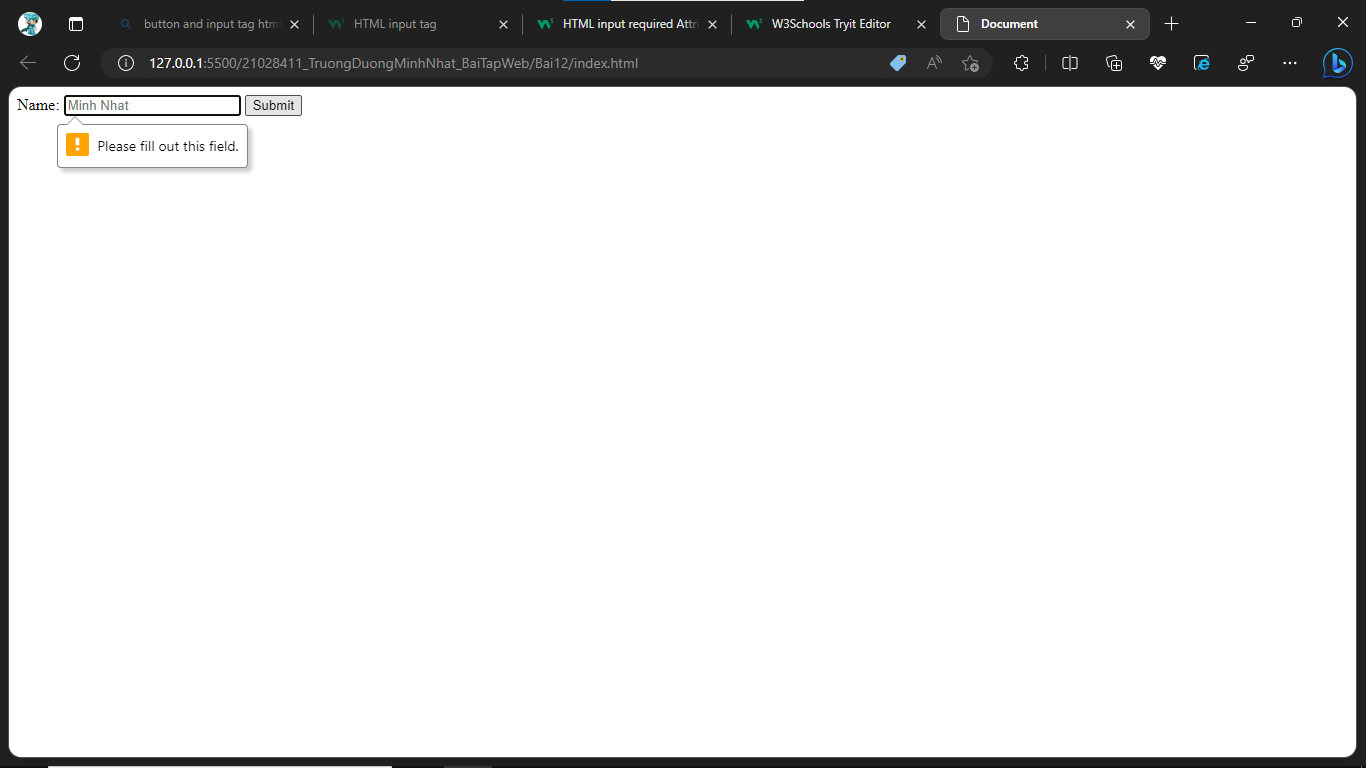 button and input tag htm
HTML input tag
HTML input required Attri
W3Schools Tryit Editor
Document
127.0.0.1:5500/21028411_TruongDuongMinhNhat_BaiTapWeb/Bai12/index.html
Name: Minh Nhat Submit
! Please fill out this field.